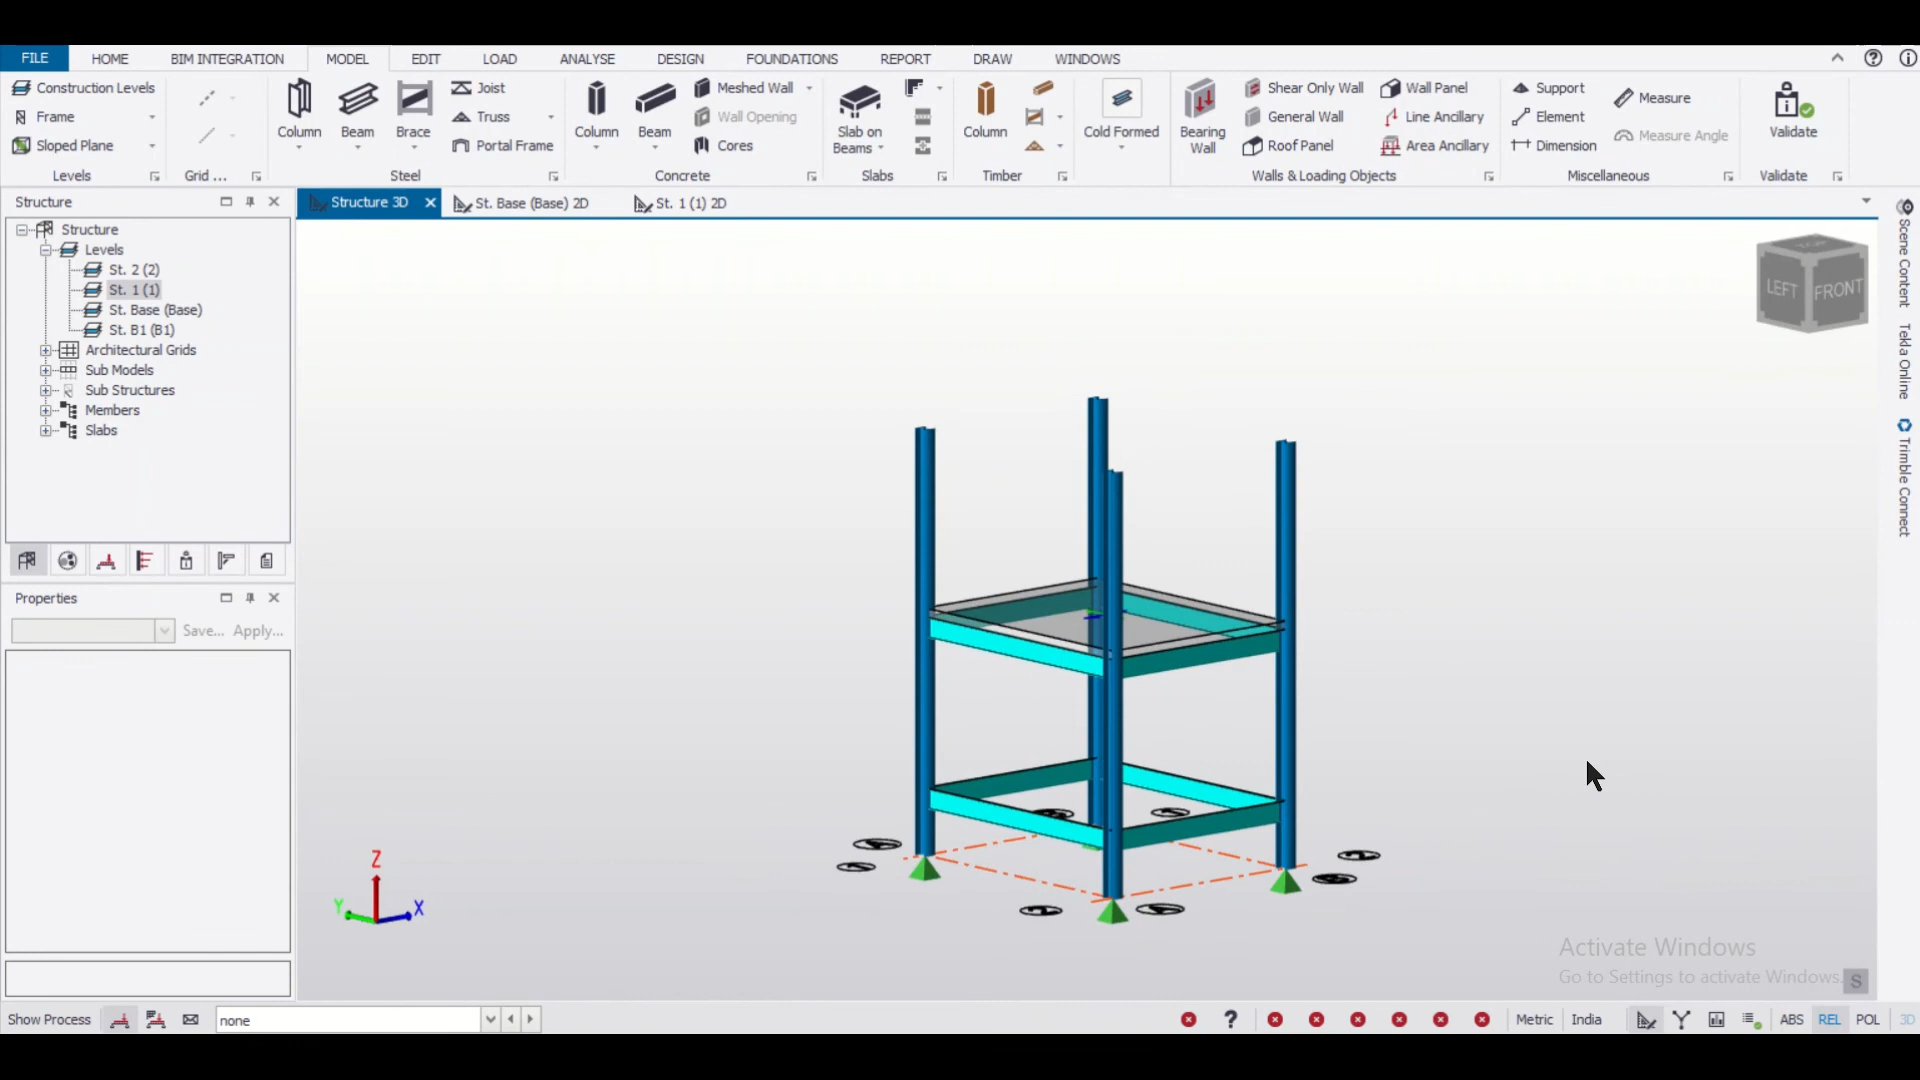 FILE HOME BIM INTEGRATION MODEL EDIT LOAD ANALYSE DESIGN FOUNDATIONS REPORT DRAW WINDOWS
Construction Levels
Frame
Sloped Plane
Levels
Grid ...
Column Beam Brace
Joist
Truss
Portal Frame
Steel
Column Beam
Meshed Wall
Wall Opening
Cores
Concrete
Slab on
Beams
Slabs
Column
Timber
Cold Formed
Bearing
Wall
Shear Only Wall
General Wall
Roof Panel
Wall Panel
Line Ancillary
Area Ancillary
Walls & Loading Objects
Support
Element
Dimension
Measure
Measure Angle
Miscellaneous
Validate
Validate
Structure
Structure 3D St. Base (Base) 2D St. 1 (1) 2D
Structure
Levels
St. 2 (2)
St. 1 (1)
St. Base (Base)
St. B1 (B1)
Architectural Grids
Sub Models
Sub Structures
Members
Slabs
Properties
Save... Apply...
TOP
LEFT FRONT
Scene Content
Tekla Online
Trimble Connect
Z
Y
X
Activate Windows
Go to Settings to activate Windows.
S
Show Process none Metric India ABS REL POL 3D